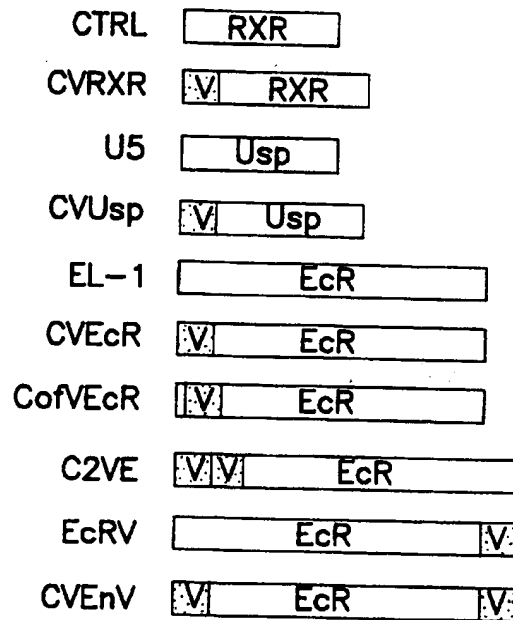 CTRL RXR
CVRXR V RXR
U5 Usp
CVUsp V Usp
EL-1 EcR
CVEcR V EcR
CofVEcR V EcR
C2VE V V EcR
EcRV EcR V
CVEnV V EcR V